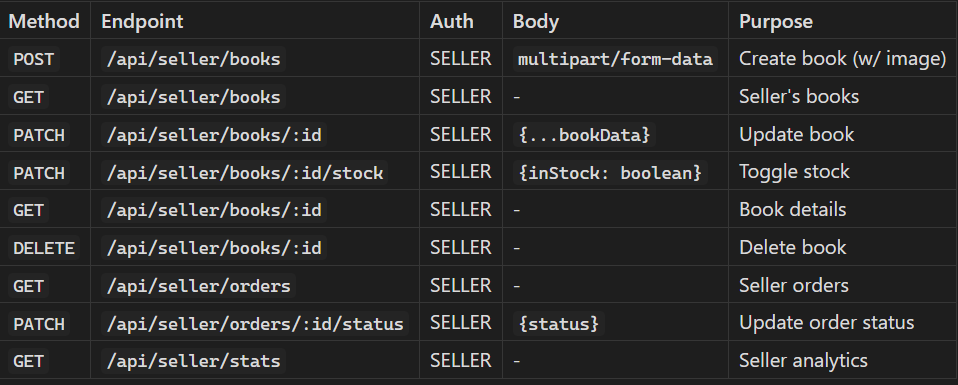 Method Endpoint Auth Body Purpose
POST /api/seller/books SELLER multipart/form-data Create book (w/ image)
GET /api/seller/books SELLER - Seller's books
PATCH /api/seller/books/:id SELLER {...bookData} Update book
PATCH /api/seller/books/:id/stock SELLER {inStock: boolean} Toggle stock
GET /api/seller/books/:id SELLER - Book details
DELETE /api/seller/books/:id SELLER - Delete book
GET /api/seller/orders SELLER - Seller orders
PATCH /api/seller/orders/:id/status SELLER {status} Update order status
GET /api/seller/stats SELLER - Seller analytics